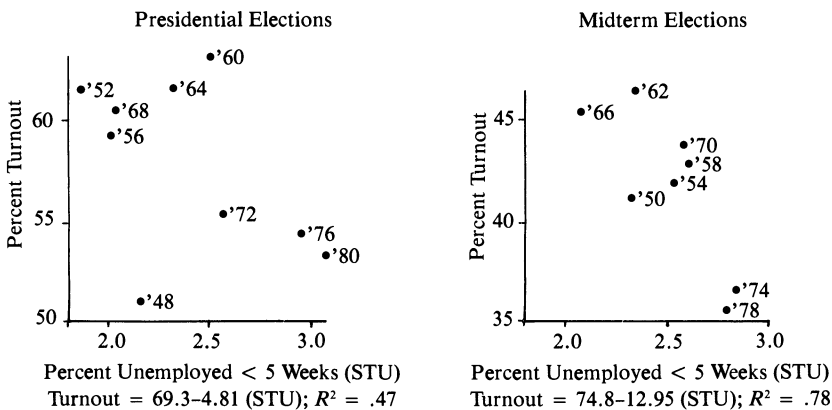 Presidential Elections
Percent Turnout
60
55
50
'60
'52
'64
'68
'56
'72
'76
'80
'48
2.0 2.5 3.0
Percent Unemployed < 5 Weeks (STU)
Turnout = 69.3–4.81 (STU); R² = .47
Midterm Elections
Percent Turnout
45
40
35
'62
'66
'70
'58
'54
'50
'74
'78
2.0 2.5 3.0
Percent Unemployed < 5 Weeks (STU)
Turnout = 74.8–12.95 (STU); R² = .78